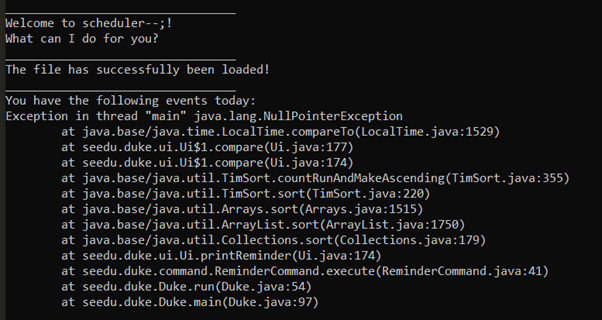 Welcome to scheduler--;!
What can I do for you?
The file has successfully been loaded!
You have the following events today:
Exception in thread "main" java.lang.NullPointerException
at java.base/java.time.LocalTime.compareTo(LocalTime.java:1529)
at seedu.duke.ui.Ui$1.compare(Ui.java:177)
at seedu.duke.ui.Ui$1.compare(Ui.java:174)
at java.base/java.util.TimSort.countRunAndMakeAscending(TimSort.java:355)
at java.base/java.util.TimSort.sort(TimSort.java:220)
at java.base/java.util.Arrays.sort(Arrays.java:1515)
at java.base/java.util.ArrayList.sort(ArrayList.java:1750)
at java.base/java.util.Collections.sort(Collections.java:179)
at seedu.duke.ui.Ui.printReminder(Ui.java:174)
at seedu.duke.command.ReminderCommand.execute(ReminderCommand.java:41)
at seedu.duke.Duke.run(Duke.java:54)
at seedu.duke.Duke.main(Duke.java:97)